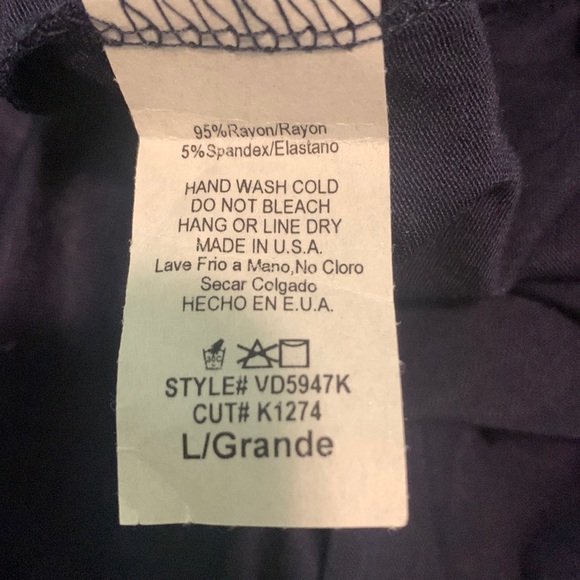 95%Rayon/Rayon
5%Spandex/Elastano
HAND WASH COLD
DO NOT BLEACH
HANG OR LINE DRY
MADE IN U.S.A.
Lave Frio a Mano,No Cloro
Secar Colgado
HECHO EN E.U.A.
STYLE# VD5947K
CUT# K1274
L/Grande